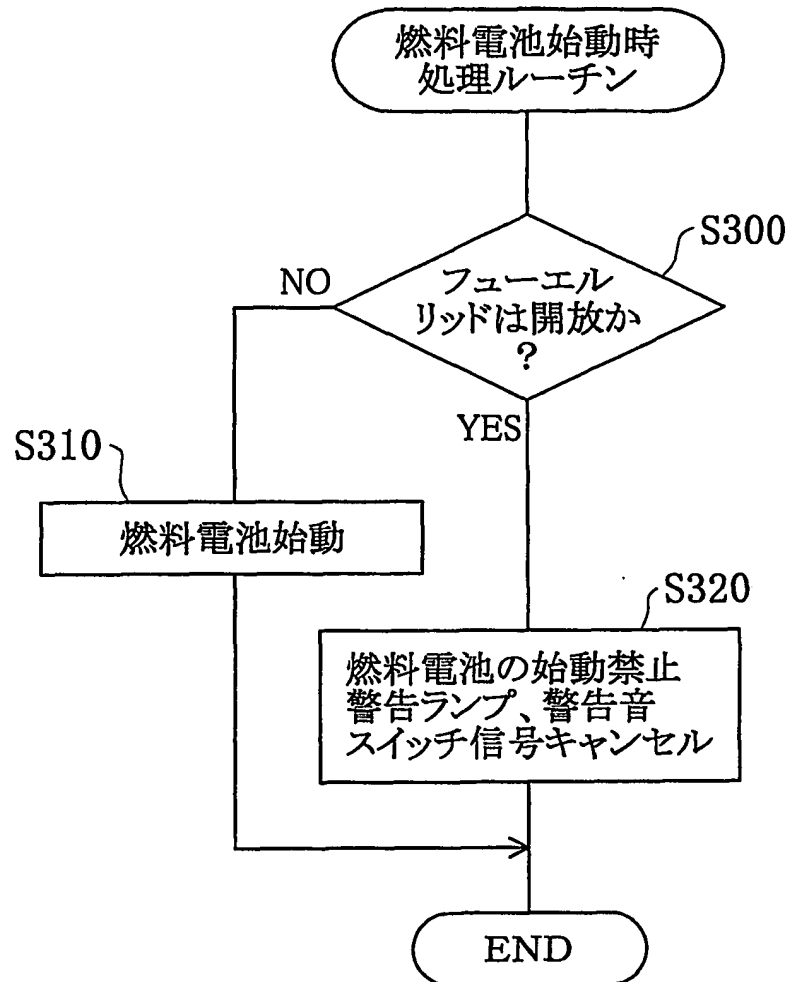 燃料電池始動時
処理ルーチン
S300
フューエル
リッドは開放か
?
NO
YES
S310
燃料電池始動
S320
燃料電池の始動禁止
警告ランプ、警告音
スイッチ信号キャンセル
END